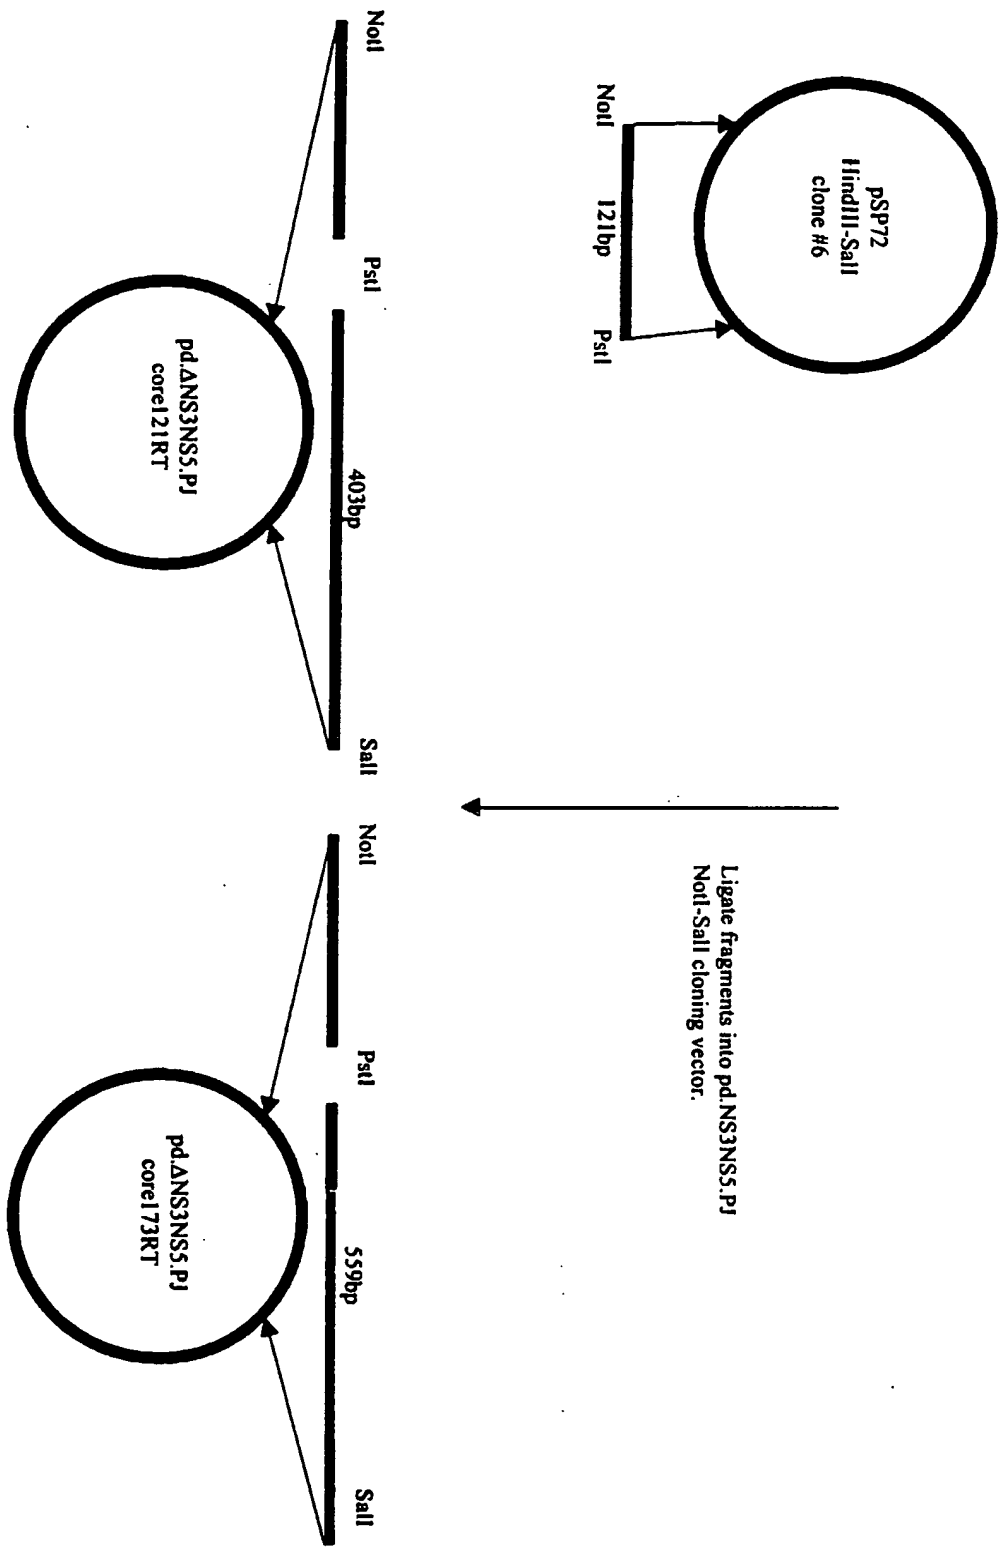 pSP72
HindIII-SalI
clone #6
NotI
121bp
PstI
Ligate fragments into pd.NS3NS5.PJ
NotI-SalI cloning vector.
NotI
PstI
403bp
SalI
pd.ΔNS3NS5.PJ
core121RT
NotI
PstI
559bp
SalI
pd.ΔNS3NS5.PJ
core173RT